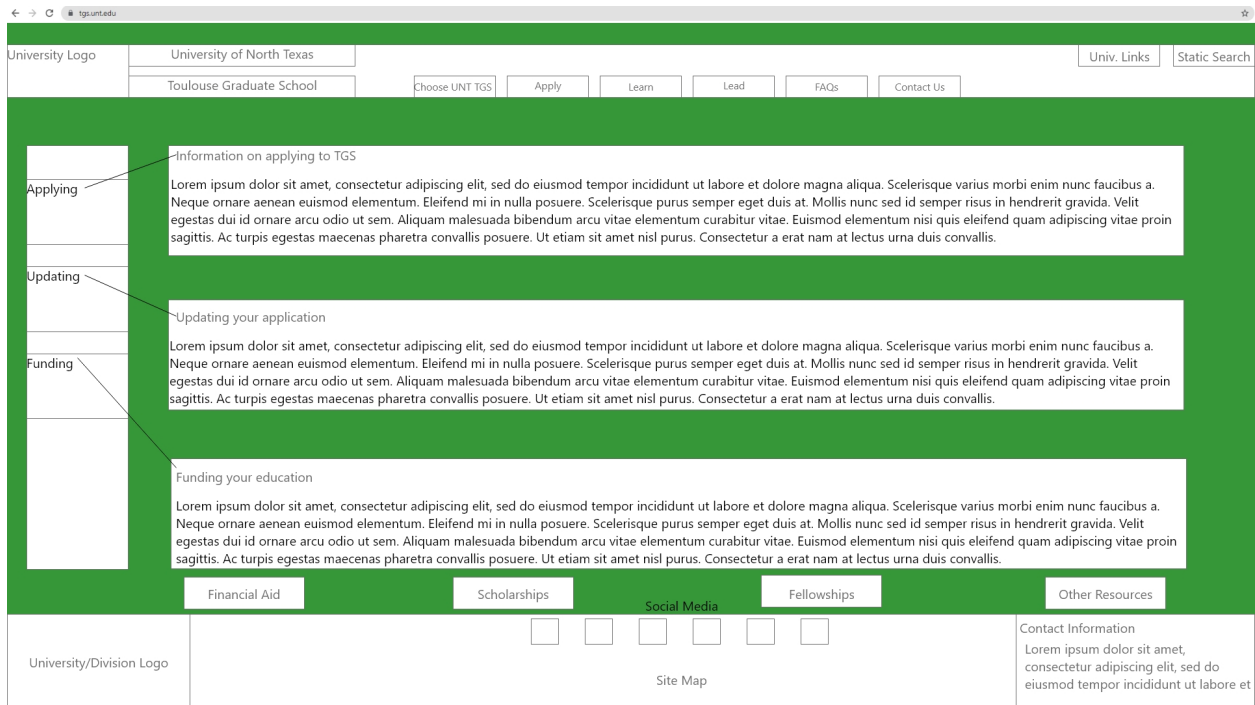 tgs.unt.edu
University Logo
University of North Texas
Univ. Links
Static Search
Toulouse Graduate School
Choose UNT TGS
Apply
Learn
Lead
FAQs
Contact Us
Applying
Updating
Funding
Information on applying to TGS
Lorem ipsum dolor sit amet, consectetur adipiscing elit, sed do eiusmod tempor incididunt ut labore et dolore magna aliqua. Scelerisque varius morbi enim nunc faucibus a.
Neque ornare aenean euismod elementum. Eleifend mi in nulla posuere. Scelerisque purus semper eget duis at. Mollis nunc sed id semper risus in hendrerit gravida. Velit
egestas dui id ornare arcu odio ut sem. Aliquam malesuada bibendum arcu vitae elementum curabitur vitae. Euismod elementum nisi quis eleifend quam adipiscing vitae proin
sagittis. Ac turpis egestas maecenas pharetra convallis posuere. Ut etiam sit amet nisl purus. Consectetur a erat nam at lectus urna duis convallis.
Updating your application
Lorem ipsum dolor sit amet, consectetur adipiscing elit, sed do eiusmod tempor incididunt ut labore et dolore magna aliqua. Scelerisque varius morbi enim nunc faucibus a.
Neque ornare aenean euismod elementum. Eleifend mi in nulla posuere. Scelerisque purus semper eget duis at. Mollis nunc sed id semper risus in hendrerit gravida. Velit
egestas dui id ornare arcu odio ut sem. Aliquam malesuada bibendum arcu vitae elementum curabitur vitae. Euismod elementum nisi quis eleifend quam adipiscing vitae proin
sagittis. Ac turpis egestas maecenas pharetra convallis posuere. Ut etiam sit amet nisl purus. Consectetur a erat nam at lectus urna duis convallis.
Funding your education
Lorem ipsum dolor sit amet, consectetur adipiscing elit, sed do eiusmod tempor incididunt ut labore et dolore magna aliqua. Scelerisque varius morbi enim nunc faucibus a.
Neque ornare aenean euismod elementum. Eleifend mi in nulla posuere. Scelerisque purus semper eget duis at. Mollis nunc sed id semper risus in hendrerit gravida. Velit
egestas dui id ornare arcu odio ut sem. Aliquam malesuada bibendum arcu vitae elementum curabitur vitae. Euismod elementum nisi quis eleifend quam adipiscing vitae proin
sagittis. Ac turpis egestas maecenas pharetra convallis posuere. Ut etiam sit amet nisl purus. Consectetur a erat nam at lectus urna duis convallis.
Financial Aid
Scholarships
Fellowships
Other Resources
Social Media
University/Division Logo
Site Map
Contact Information
Lorem ipsum dolor sit amet,
consectetur adipiscing elit, sed do
eiusmod tempor incididunt ut labore et